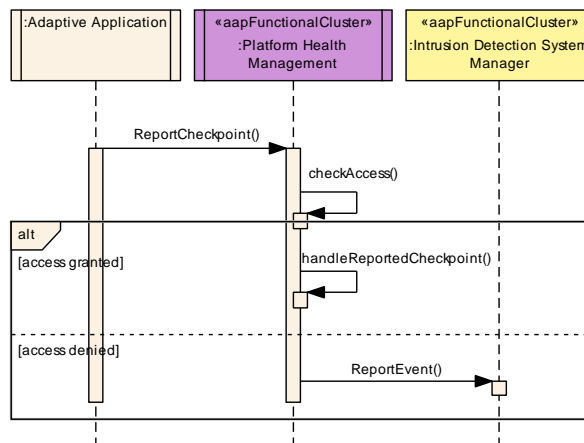 :Adaptive Application
«aapFunctionalCluster»
:Platform Health
Management
«aapFunctionalCluster»
:Intrusion Detection System
Manager
ReportCheckpoint()
checkAccess()
alt
[access granted]
handleReportedCheckpoint()
[access denied]
ReportEvent()